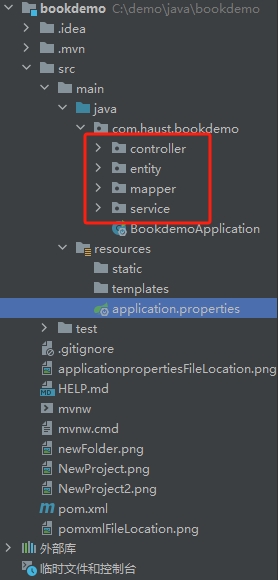 bookdemo C:\demo\java\bookdemo
.idea
.mvn
src
main
java
com.haust.bookdemo
controller
entity
mapper
service
BookdemoApplication
resources
static
templates
application.properties
test
.gitignore
applicationpropertiesFileLocation.png
HELP.md
mvnw
mvnw.cmd
newFolder.png
NewProject.png
NewProject2.png
pom.xml
pomxmlFileLocation.png
外部库
临时文件和控制台